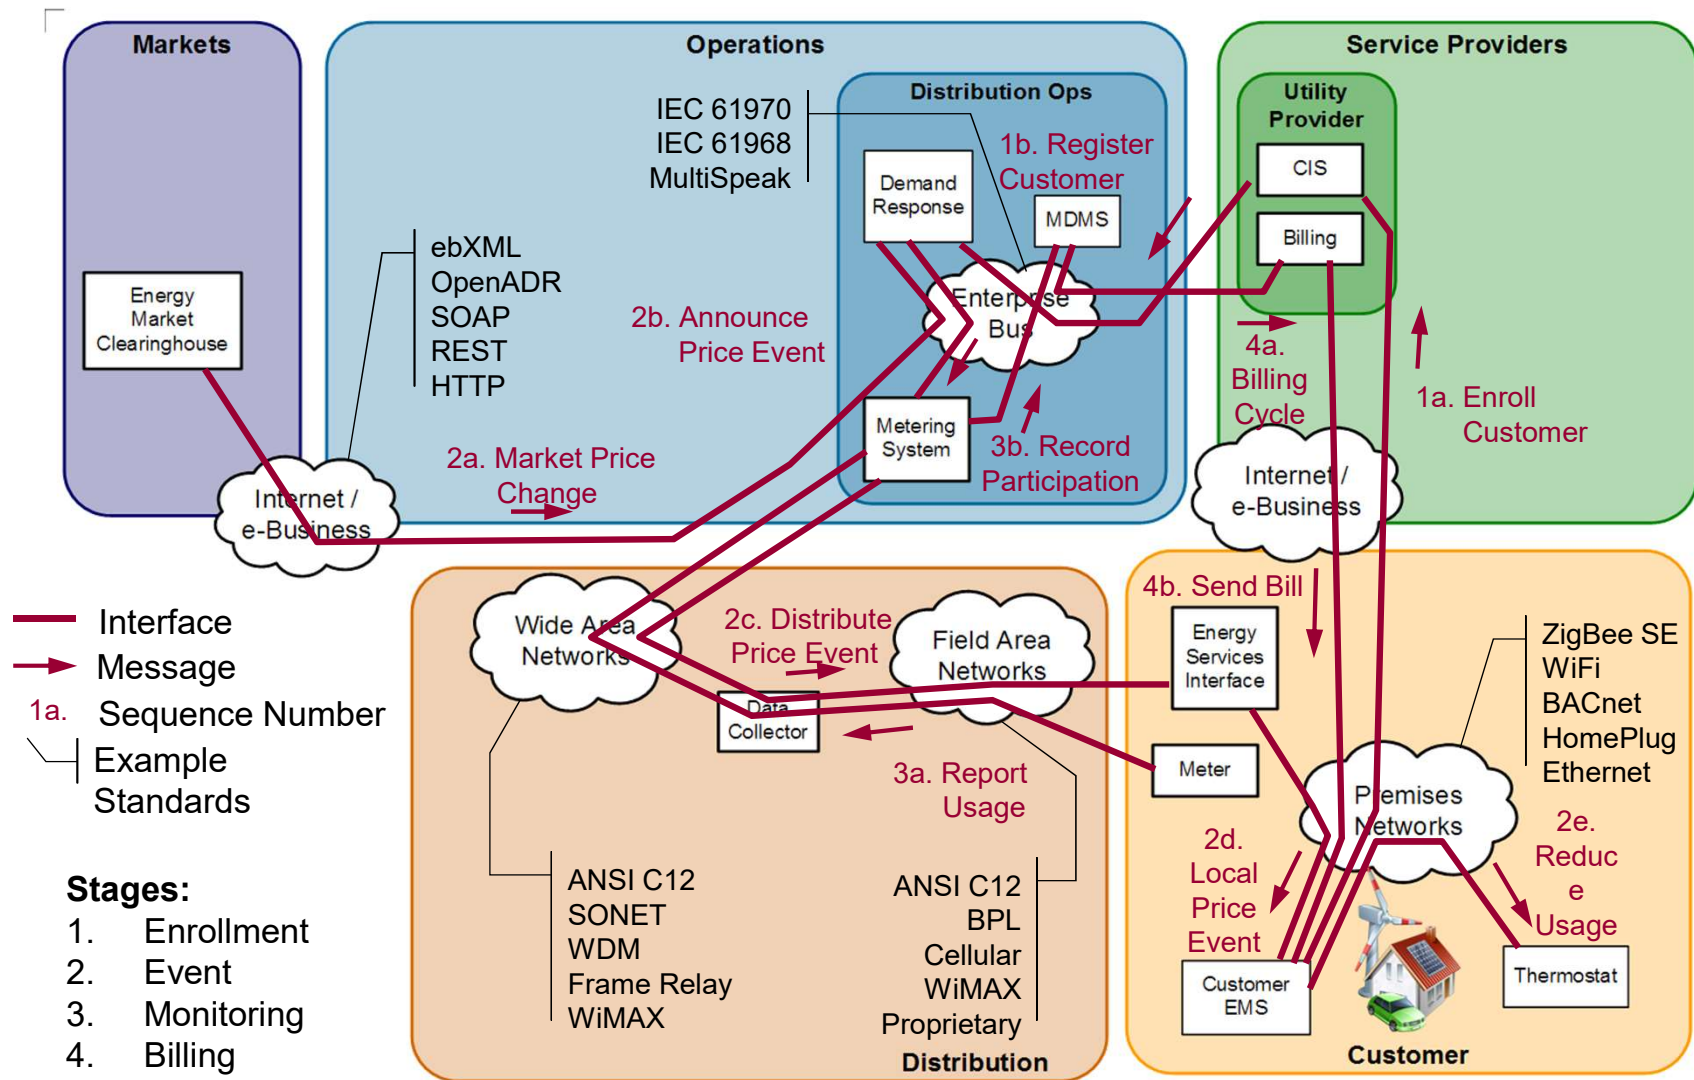 Markets
Operations
Service Providers
Distribution Ops
Utility
Provider
IEC 61970
IEC 61968
MultiSpeak
1b. Register
Customer
Demand
Response
MDMS
CIS
Billing
ebXML
OpenADR
SOAP
REST
HTTP
Energy
Market
Clearinghouse
2b. Announce
Price Event
Enterprise
Bus
4a.
Billing
Cycle
1a. Enroll
Customer
Metering
System
3b. Record
Participation
2a. Market Price
Change
Internet /
e-Business
Internet /
e-Business
Interface
Message
1a.
Sequence Number
Example
Standards
Wide Area
Networks
2c. Distribute
Price Event
Field Area
Networks
Data
Collector
3a. Report
Usage
4b. Send Bill
Energy
Services
Interface
Meter
ZigBee SE
WiFi
BACnet
HomePlug
Ethernet
Premises
Networks
2d.
Local
Price
Event
2e.
Reduc
e
Usage
Customer
EMS
Thermostat
Customer
ANSI C12
SONET
WDM
Frame Relay
WiMAX
ANSI C12
BPL
Cellular
WiMAX
Proprietary
Distribution
Stages:
1. Enrollment
2. Event
3. Monitoring
4. Billing